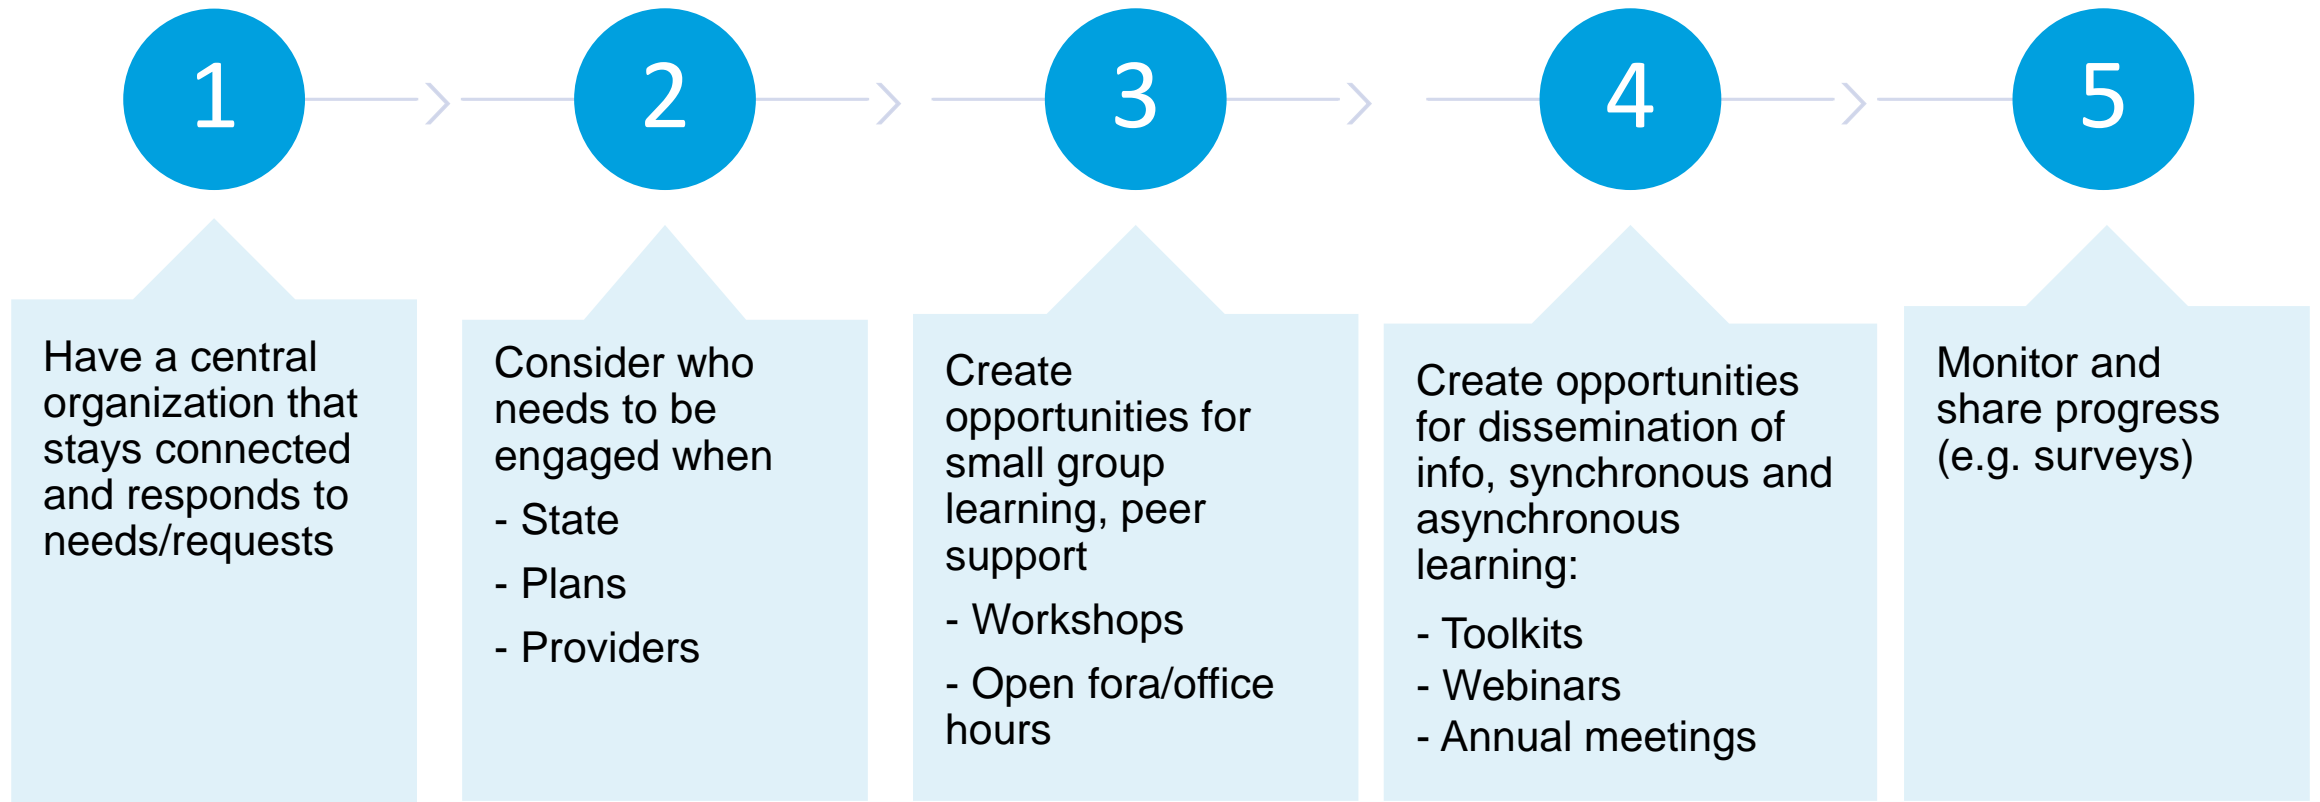 1
Have a central
organization that
stays connected
and responds to
needs/requests
2
Consider who
needs to be
engaged when
- State
- Plans
- Providers
3
Create
opportunities for
small group
learning, peer
support
- Workshops
- Open fora/office
hours
4
Create opportunities
for dissemination of
info, synchronous and
asynchronous
learning:
- Toolkits
- Webinars
- Annual meetings
5
Monitor and
share progress
(e.g. surveys)